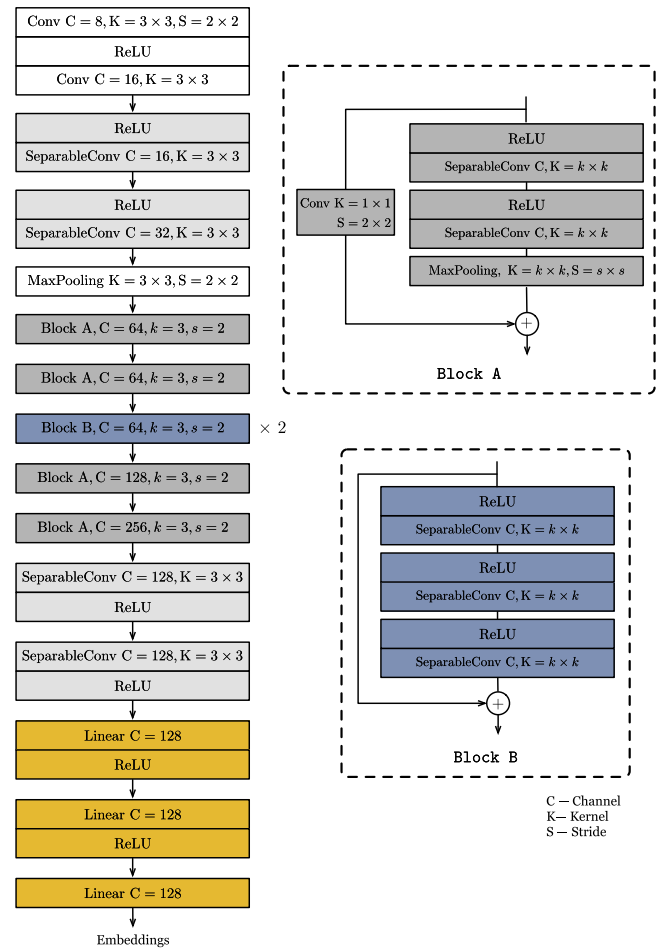 Conv C = 8, K = 3 × 3, S = 2 × 2
ReLU
Conv C = 16, K = 3 × 3
ReLU
SeparableConv C = 16, K = 3 × 3
ReLU
SeparableConv C = 32, K = 3 × 3
MaxPooling K = 3 × 3, S = 2 × 2
Block A, C = 64, k = 3, s = 2
Block A, C = 64, k = 3, s = 2
Block B, C = 64, k = 3, s = 2
× 2
Block A, C = 128, k = 3, s = 2
Block A, C = 256, k = 3, s = 2
SeparableConv C = 128, K = 3 × 3
ReLU
SeparableConv C = 128, K = 3 × 3
ReLU
Linear C = 128
ReLU
Linear C = 128
ReLU
Linear C = 128
Embeddings
ReLU
SeparableConv C, K = k × k
Conv K = 1 × 1
S = 2 × 2
ReLU
SeparableConv C, K = k × k
MaxPooling, K = k × k, S = s × s
+
Block A
ReLU
SeparableConv C, K = k × k
ReLU
SeparableConv C, K = k × k
ReLU
SeparableConv C, K = k × k
+
Block B
C — Channel
K— Kernel
S — Stride